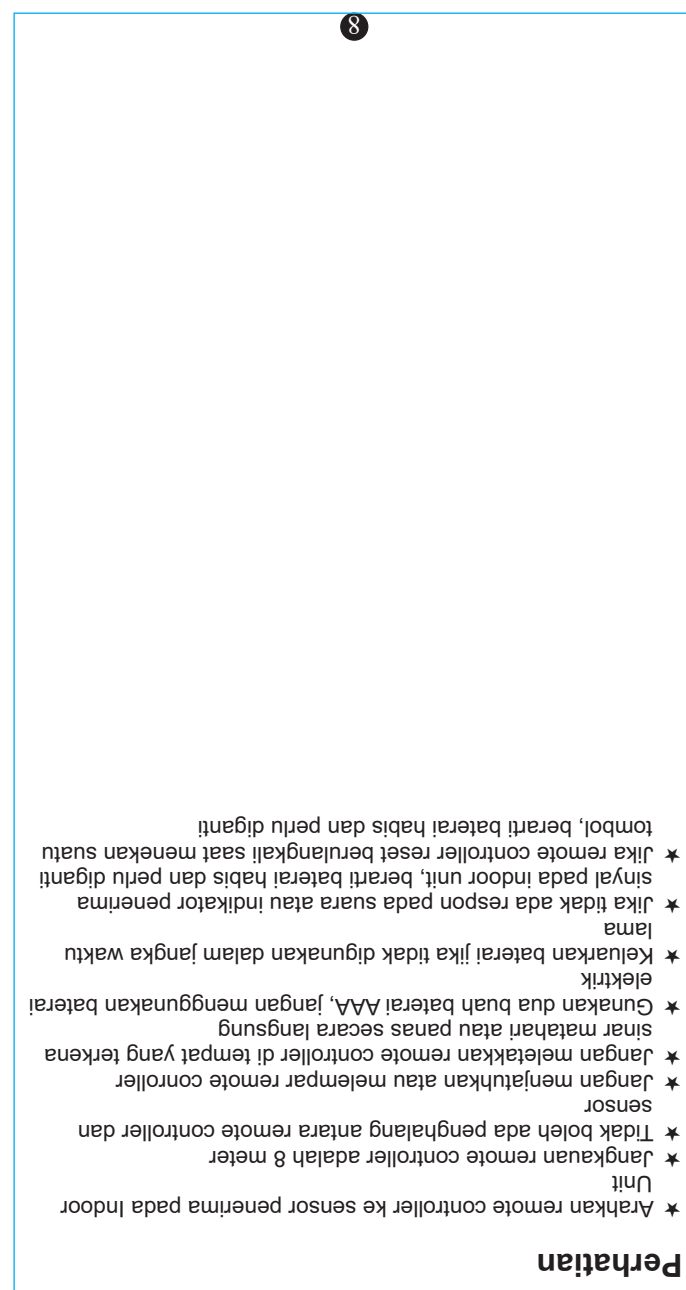 Perhatian
★ Arahkan remote controller ke sensor penerima pada Indoor
Unit
★ Jangkauan remote controller adalah 8 meter
★ Tidak boleh ada penghalang antara remote controller dan
sensor
★ Jangan menjatuhkan atau melempar remote conroller
★ Jangan meletakkan remote controller di tempat yang terkena
sinar matahari atau panas secara langsung
★ Gunakan dua buah baterai AAA, jangan menggunakan baterai
elektrik
★ Keluarkan baterai jika tidak digunakan dalam jangka waktu
lama
★ Jika tidak ada respon pada suara atau indikator penerima
sinyal pada indoor unit, berarti baterai habis dan perlu diganti
★ Jika remote controller reset berulangkali saat menekan suatu
tombol, berarti baterai habis dan perlu diganti
8